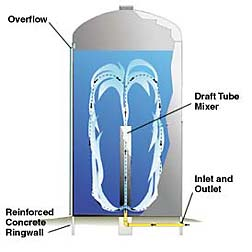 Overflow
Draft Tube
Mixer
Reinforced
Concrete
Ringwall
Inlet and
Outlet